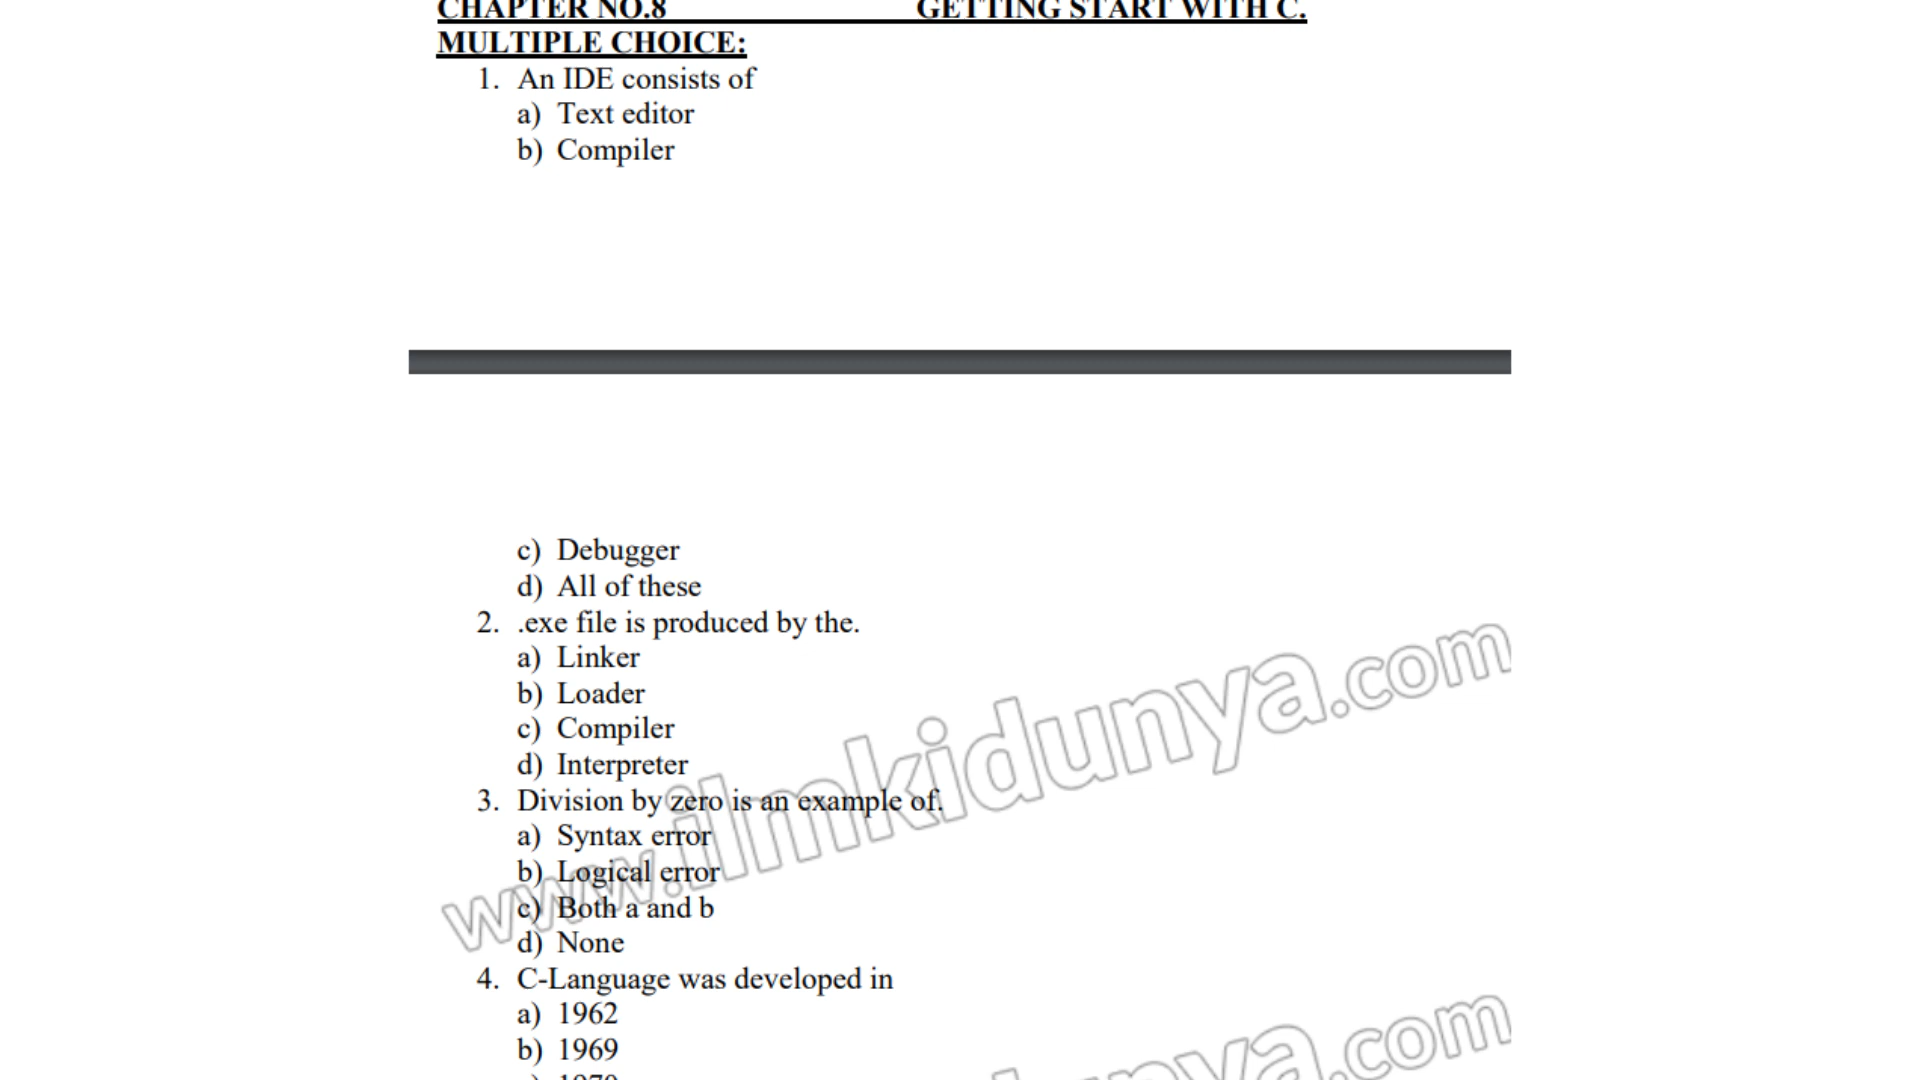 CHAPTER NO.8 GETTING START WITH C.
MULTIPLE CHOICE:
1. An IDE consists of
a) Text editor
b) Compiler
c) Debugger
d) All of these
2. .exe file is produced by the.
a) Linker
b) Loader
c) Compiler
d) Interpreter
3. Division by zero is an example of.
a) Syntax error
b) Logical error
c) Both a and b
d) None
4. C-Language was developed in
a) 1962
b) 1969
www.ilmkidunya.com